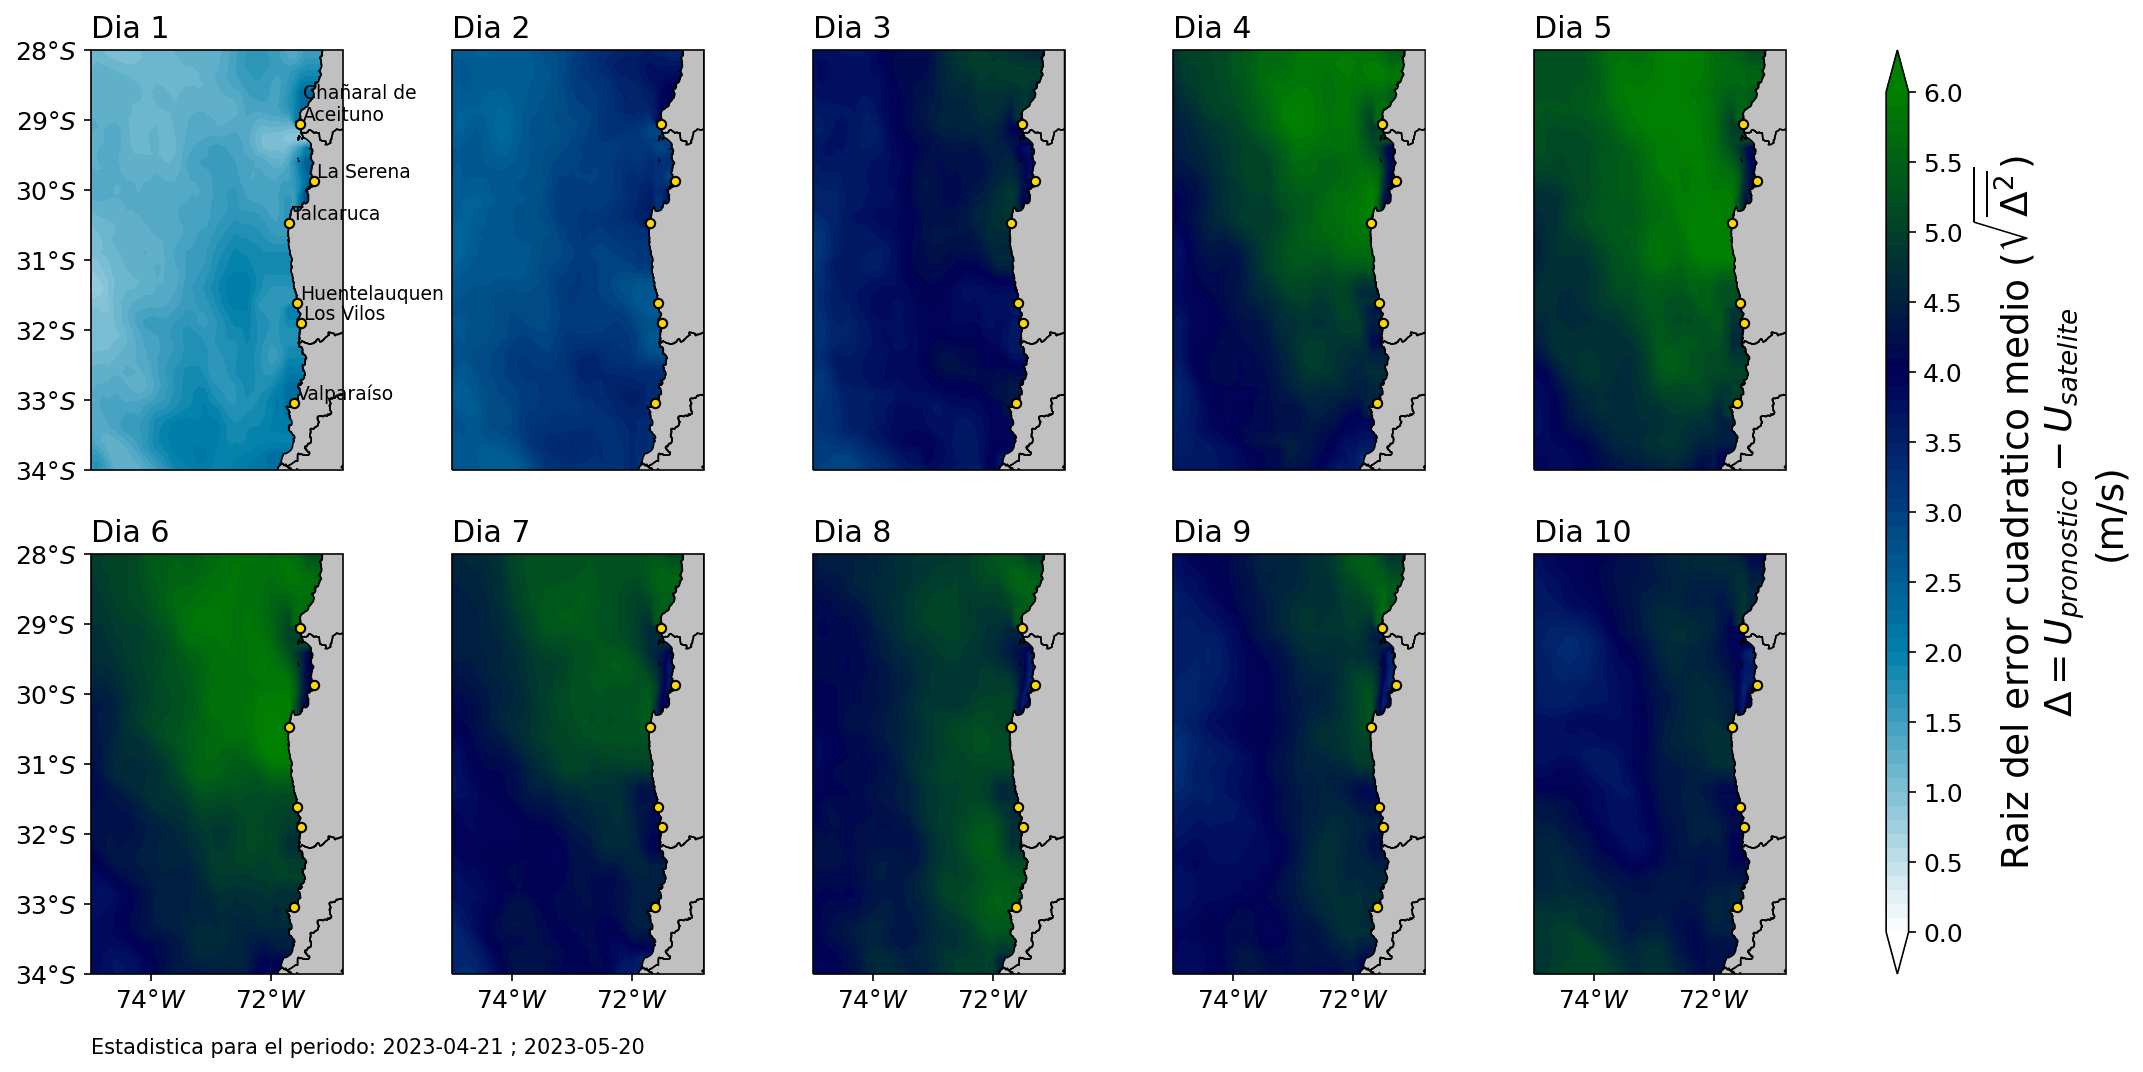 Dia 1
Dia 2
Dia 3
Dia 4
Dia 5
28°S
29°S
30°S
31°S
32°S
33°S
34°S
Chañaral de
Aceituno
La Serena
Talcaruca
Huentelauquen
Los Vilos
Valparaíso
Dia 6
Dia 7
Dia 8
Dia 9
Dia 10
28°S
29°S
30°S
31°S
32°S
33°S
34°S
74°W
72°W
74°W
72°W
74°W
72°W
74°W
72°W
74°W
72°W
6.0
5.5
5.0
4.5
4.0
3.5
3.0
2.5
2.0
1.5
1.0
0.5
0.0
Raiz del error cuadratico medio (√Δ²)
Δ = U_pronostico − U_satelite
(m/s)
Estadistica para el periodo: 2023-04-21 ; 2023-05-20